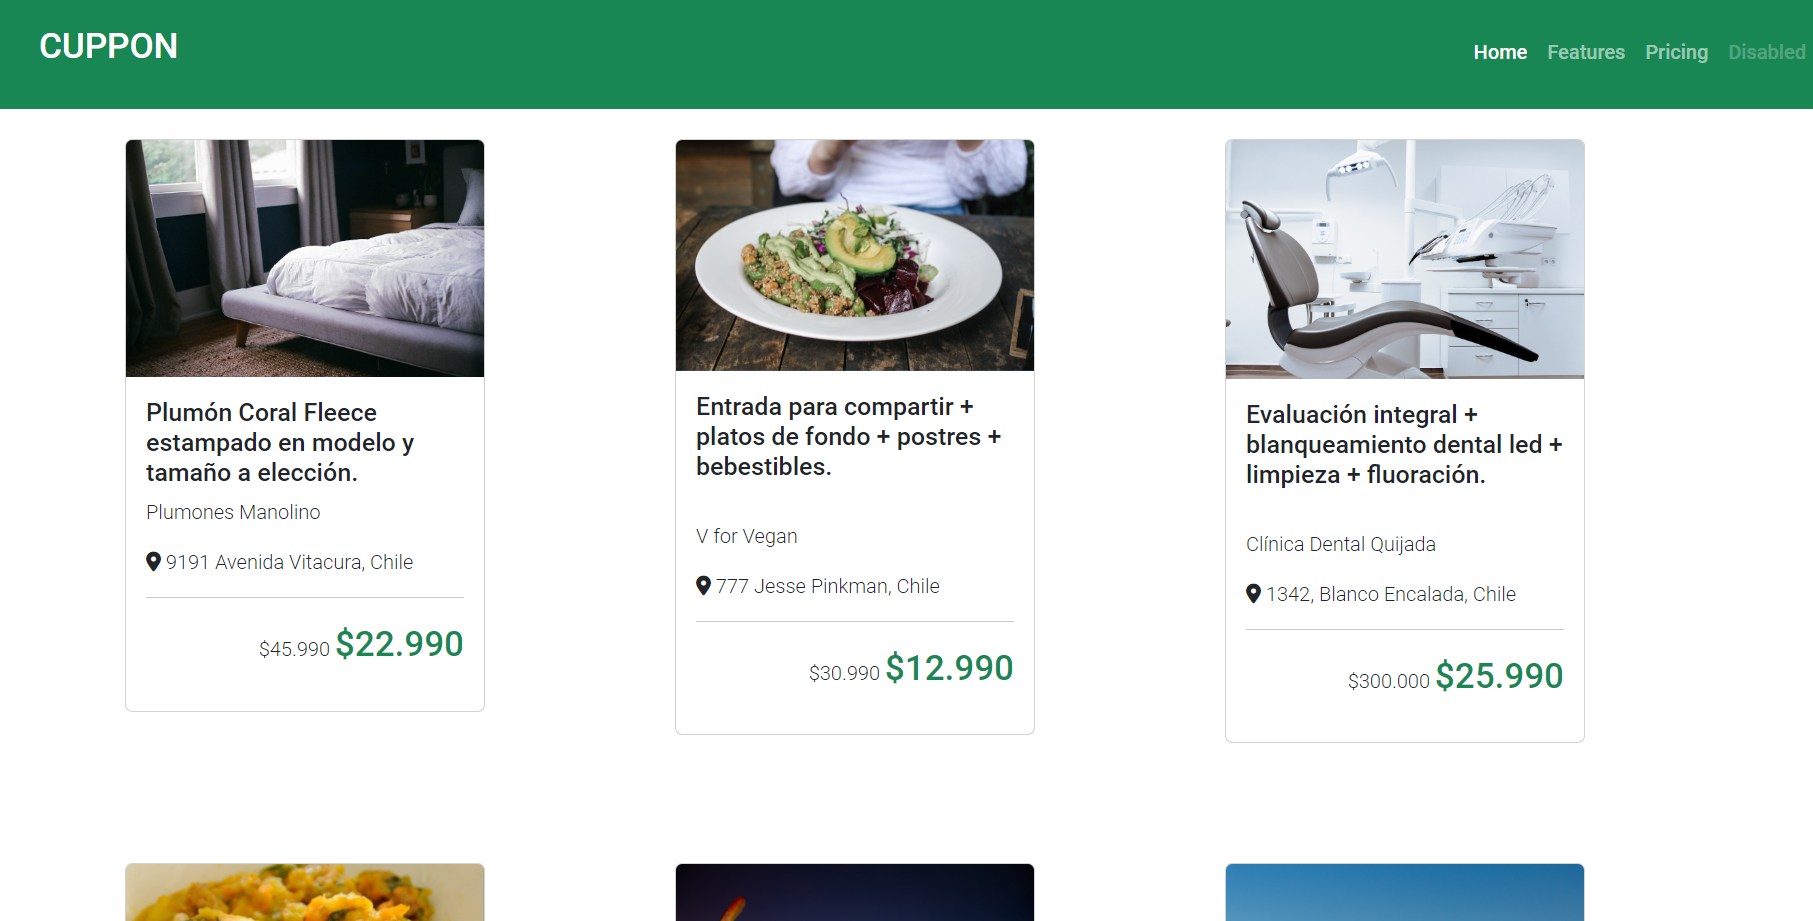 CUPPON
Home Features Pricing Disabled
Plumón Coral Fleece
estampado en modelo y
tamaño a elección.
Plumones Manolino
9191 Avenida Vitacura, Chile
$45.990 $22.990
Entrada para compartir +
platos de fondo + postres +
bebestibles.
V for Vegan
777 Jesse Pinkman, Chile
$30.990 $12.990
Evaluación integral +
blanqueamiento dental led +
limpieza + fluoración.
Clínica Dental Quijada
1342, Blanco Encalada, Chile
$300.000 $25.990